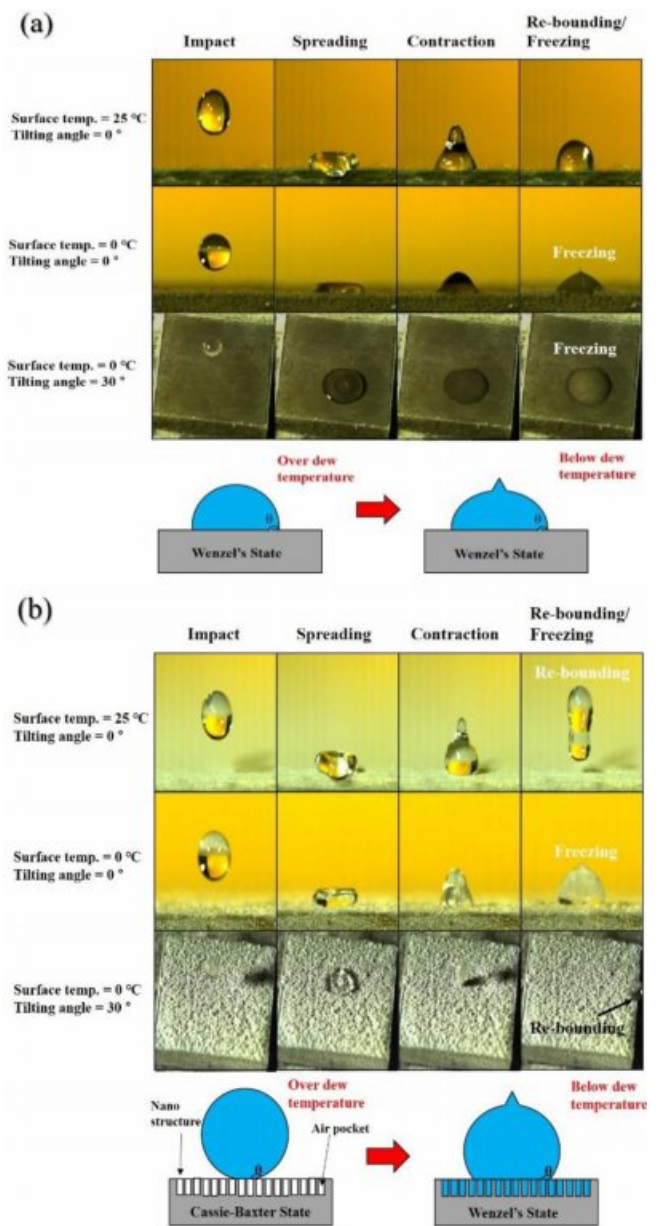 (a)
Impact Spreading Contraction Re-bounding/
Freezing
Surface temp. = 25 °C
Tilting angle = 0 °
Surface temp. = 0 °C
Tilting angle = 0 °
Freezing
Surface temp. = 0 °C
Tilting angle = 30 °
Freezing
Over dew
temperature
Below dew
temperature
θ
θ
Wenzel's State
Wenzel's State
(b)
Impact Spreading Contraction Re-bounding/
Freezing
Re-bounding
Surface temp. = 25 °C
Tilting angle = 0 °
Surface temp. = 0 °C
Tilting angle = 0 °
Freezing
Surface temp. = 0 °C
Tilting angle = 30 °
Re-bounding
Over dew
temperature
Below dew
temperature
Nano
structure
Air pocket
θ
θ
Cassie-Baxter State
Wenzel's State